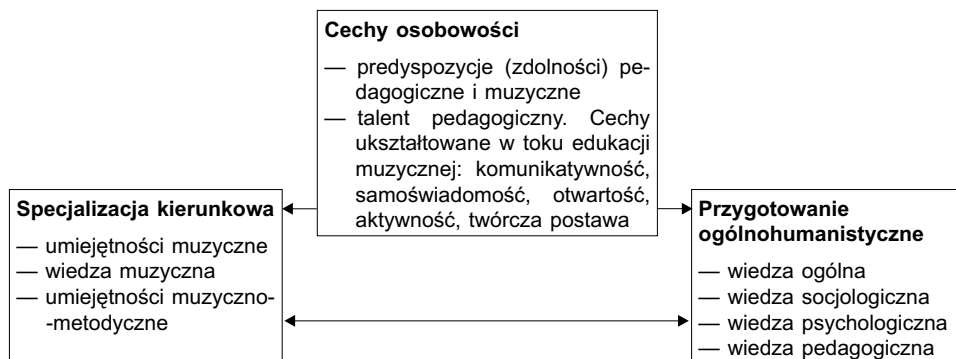 Cechy osobowości
— predyspozycje (zdolności) pe-
dagogiczne i muzyczne
— talent pedagogiczny. Cechy
ukształtowane w toku edukacji
muzycznej: komunikatywność,
samoświadomość, otwartość,
aktywność, twórcza postawa
Specjalizacja kierunkowa
— umiejętności muzyczne
— wiedza muzyczna
— umiejętności muzyczno-
-metodyczne
Przygotowanie
ogólnohumanistyczne
— wiedza ogólna
— wiedza socjologiczna
— wiedza psychologiczna
— wiedza pedagogiczna